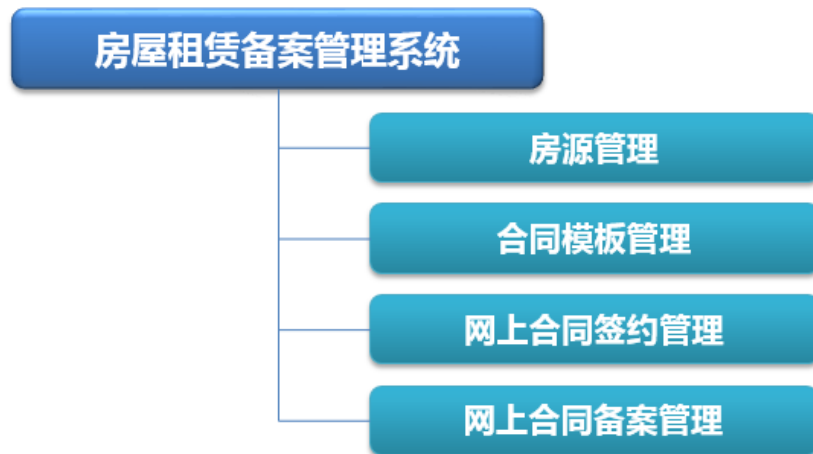 房屋租赁备案管理系统
房源管理
合同模板管理
网上合同签约管理
网上合同备案管理